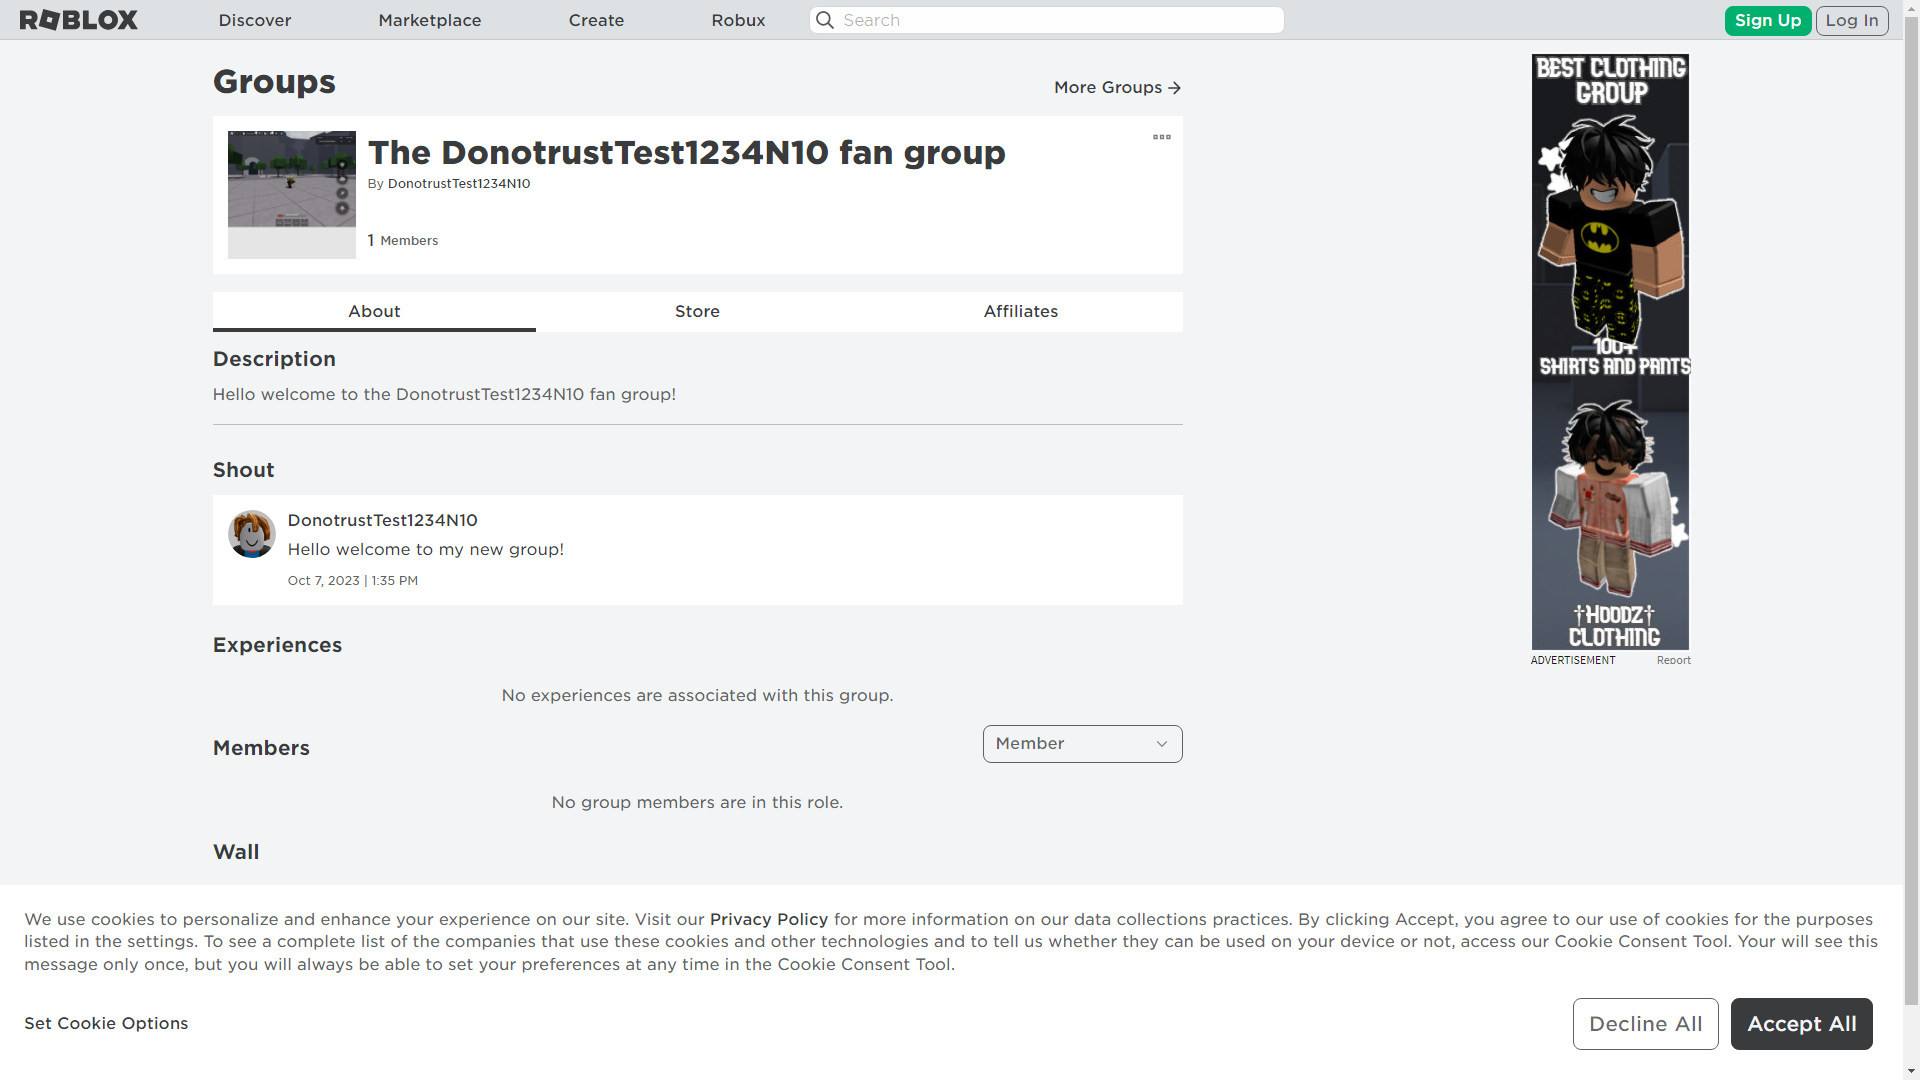 ROBLOX
Discover
Marketplace
Create
Robux
Search
Sign Up
Log In
Groups
More Groups
The DonotrustTest1234N10 fan group
By DonotrustTest1234N10
1 Members
About
Store
Affiliates
Description
Hello welcome to the DonotrustTest1234N10 fan group!
Shout
DonotrustTest1234N10
Hello welcome to my new group!
Oct 7, 2023 | 1:35 PM
Experiences
No experiences are associated with this group.
Members
Member
No group members are in this role.
Wall
BEST CLOTHING
GROUP
100+
SHIRTS AND PANTS
†HOODZ†
CLOTHING
ADVERTISEMENT
Report
We use cookies to personalize and enhance your experience on our site. Visit our Privacy Policy for more information on our data collections practices. By clicking Accept, you agree to our use of cookies for the purposes
listed in the settings. To see a complete list of the companies that use these cookies and other technologies and to tell us whether they can be used on your device or not, access our Cookie Consent Tool. Your will see this
message only once, but you will always be able to set your preferences at any time in the Cookie Consent Tool.
Set Cookie Options
Decline All
Accept All